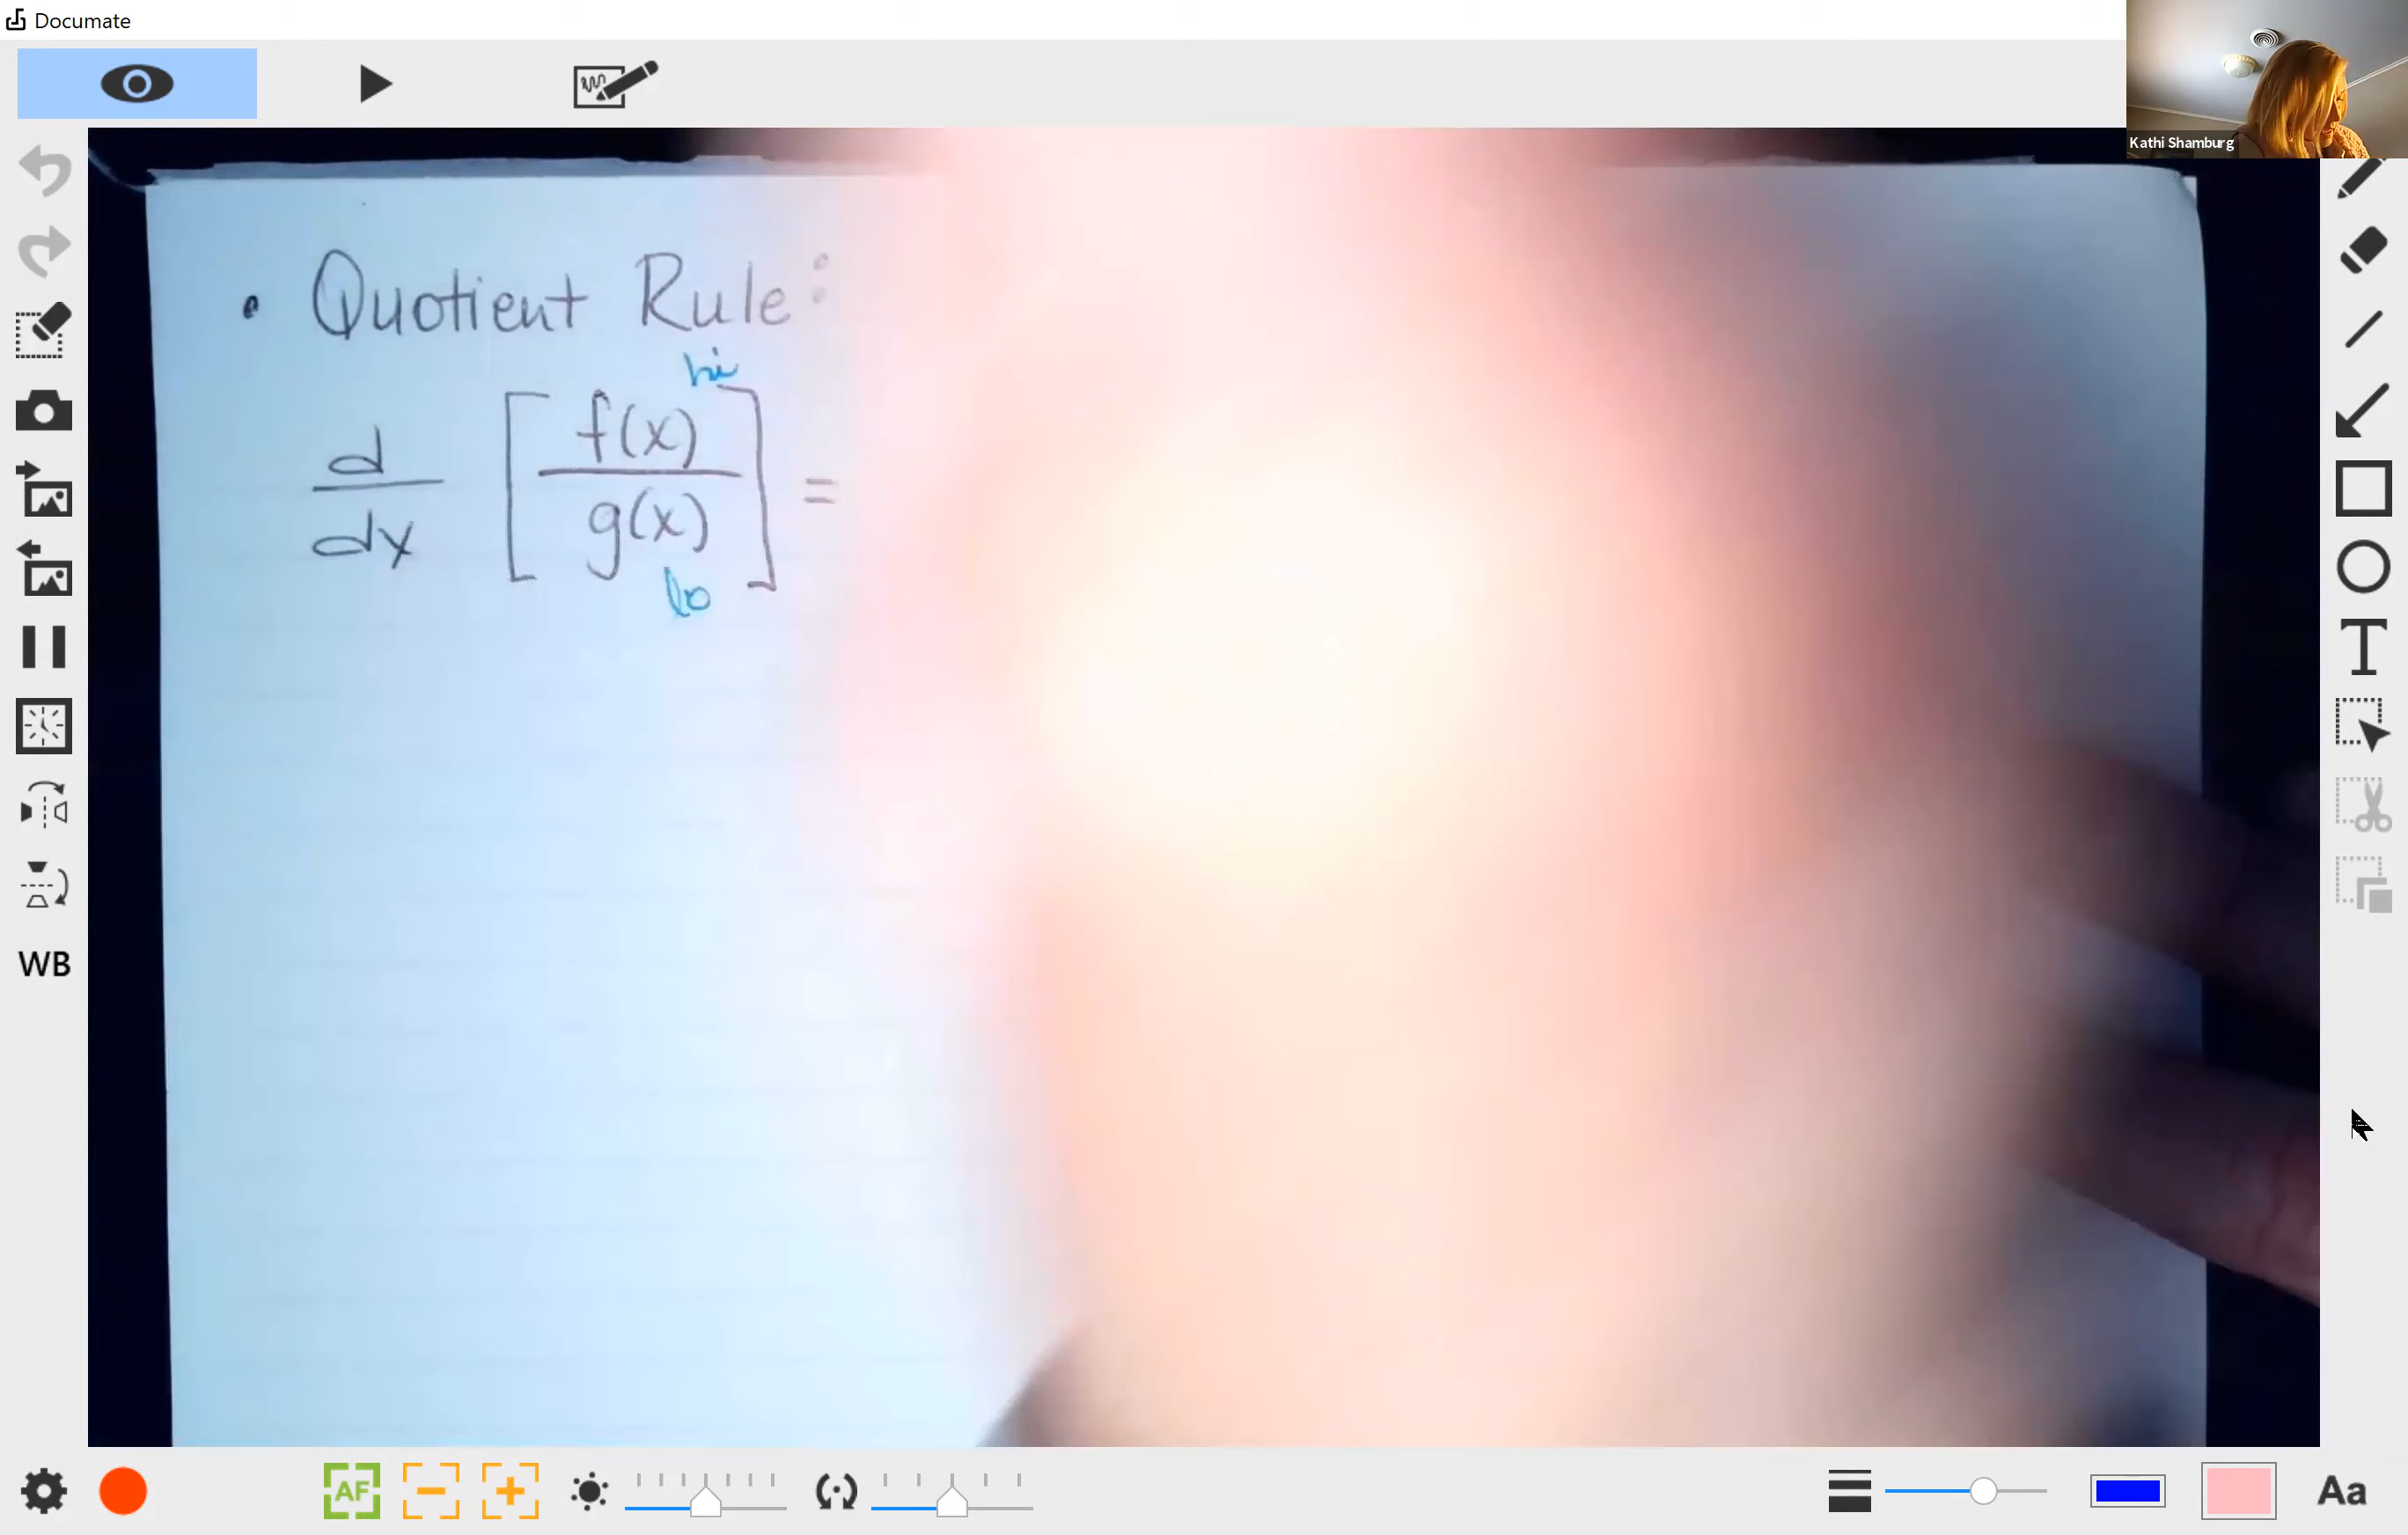 Documate
Kathi Shamburg
• Quotient Rule:
hi
d/dx [f(x)/g(x)] =
lo
WB
T
AF
Aa